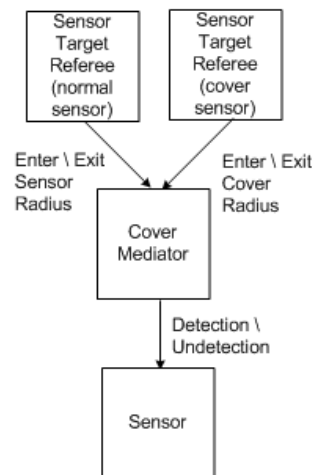 Sensor
Target
Referee
(normal
sensor)
Sensor
Target
Referee
(cover
sensor)
Enter \ Exit
Sensor
Radius
Enter \ Exit
Cover
Radius
Cover
Mediator
Detection \
Undetection
Sensor